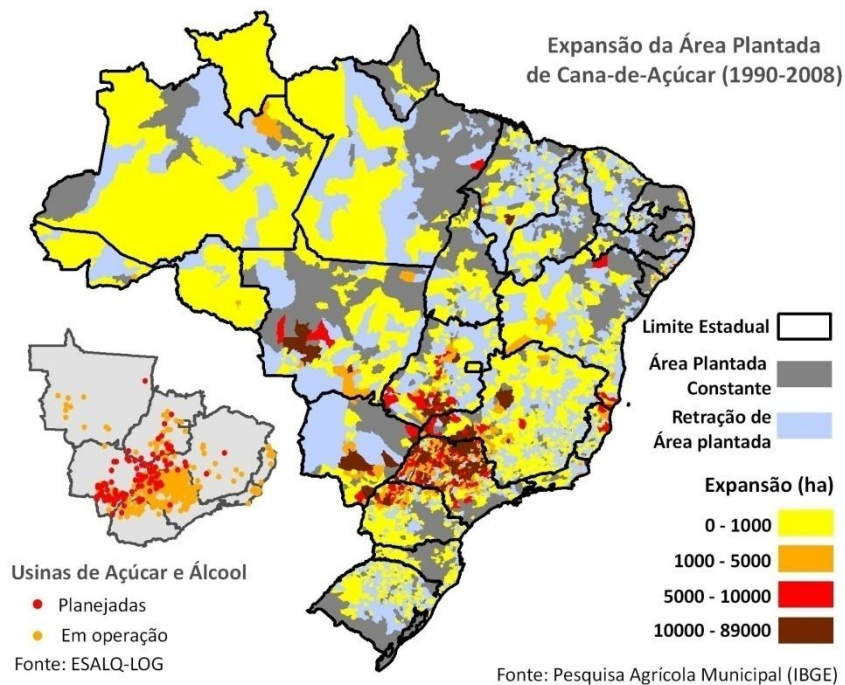 Expansão da Área Plantada
de Cana-de-Açúcar (1990-2008)
Limite Estadual
Área Plantada
Constante
Retração de
Área plantada
Expansão (ha)
0 - 1000
1000 - 5000
5000 - 10000
10000 - 89000
Usinas de Açúcar e Álcool
Planejadas
Em operação
Fonte: ESALQ-LOG
Fonte: Pesquisa Agrícola Municipal (IBGE)